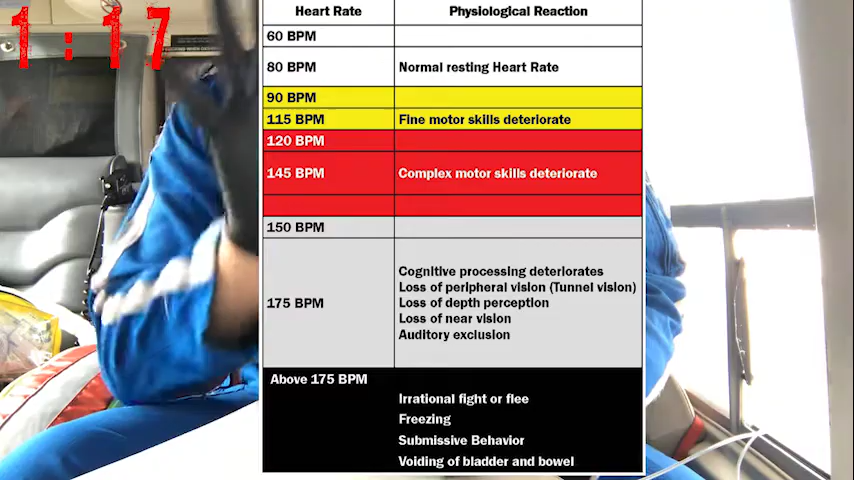 1:17
Heart Rate Physiological Reaction
60 BPM
80 BPM Normal resting Heart Rate
90 BPM
115 BPM Fine motor skills deteriorate
120 BPM
145 BPM Complex motor skills deteriorate
150 BPM
Cognitive processing deteriorates
Loss of peripheral vision (Tunnel vision)
175 BPM Loss of depth perception
Loss of near vision
Auditory exclusion
Above 175 BPM
Irrational fight or flee
Freezing
Submissive Behavior
Voiding of bladder and bowel